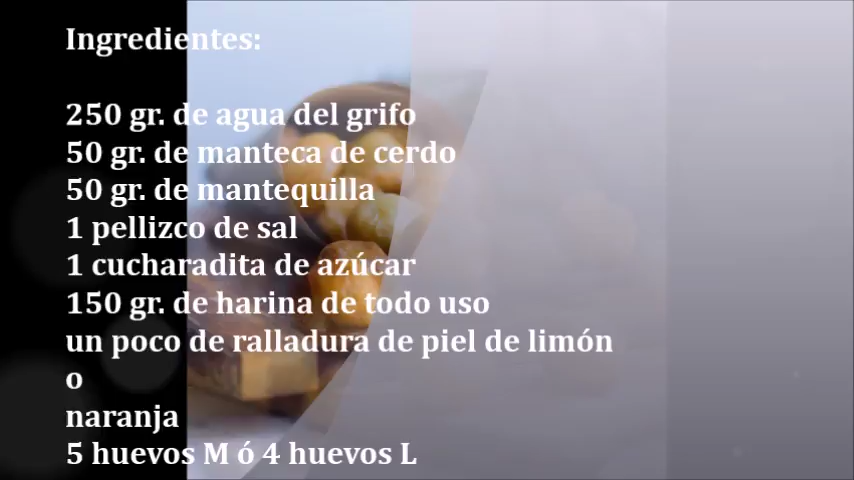 Ingredientes:
250 gr. de agua del grifo
50 gr. de manteca de cerdo
50 gr. de mantequilla
1 pellizco de sal
1 cucharadita de azúcar
150 gr. de harina de todo uso
un poco de ralladura de piel de limón
o
naranja
5 huevos M ó 4 huevos L